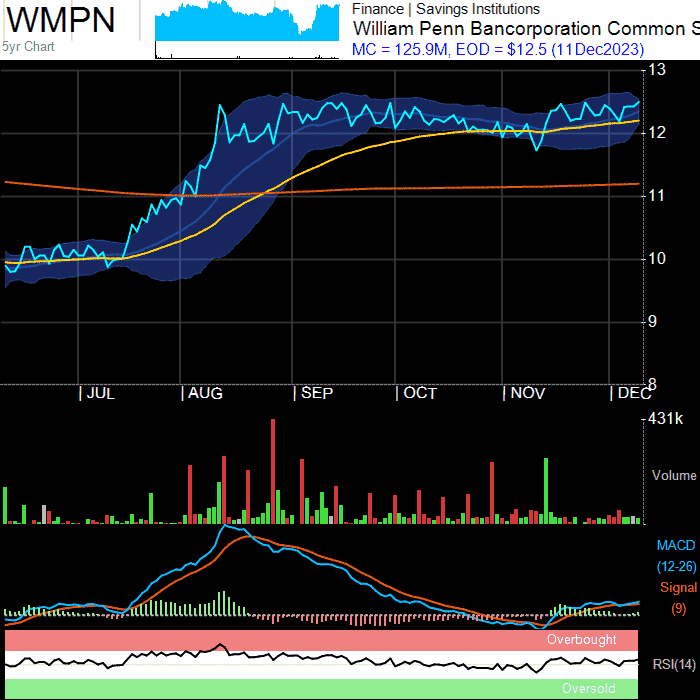 WMPN
5yr Chart
Finance | Savings Institutions
William Penn Bancorporation Common S
MC = 125.9M, EOD = $12.5 (11Dec2023)
13
12
11
10
9
8
JUL
AUG
SEP
OCT
NOV
DEC
431k
Volume
MACD
(12-26)
Signal
(9)
Overbought
RSI(14)
Oversold